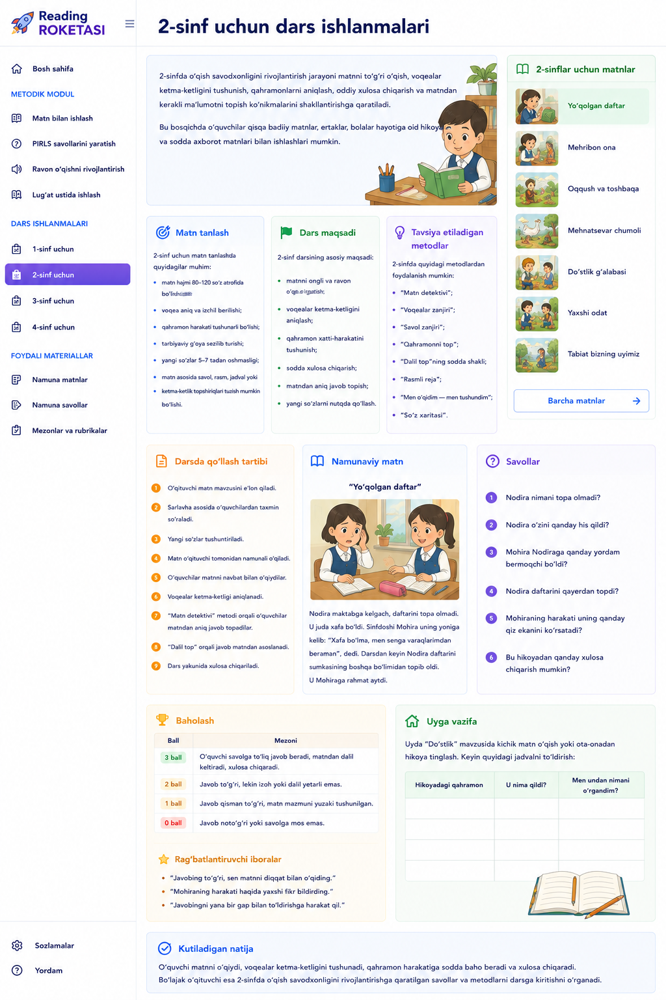 Reading
ROKETASI
2-sinf uchun dars ishlanmalari
Bosh sahifa
METODIK MODUL
Matn bilan ishlash
PIRLS savollarini yaratish
Ravon o‘qishni rivojlantirish
Lug‘at ustida ishlash
DARS ISHLANMALARI
1-sinf uchun
2-sinf uchun
3-sinf uchun
4-sinf uchun
FOYDALI MATERIALLAR
Namuna matnlar
Namuna savollar
Mezonlar va rubrikalar
Sozlamalar
Yordam
2-sinfda o‘qish savodxonligini rivojlantirish jarayoni matnni to‘g‘ri o‘qish, voqealar
ketma-ketligini tushunish, qahramonlarni aniqlash, oddiy xulosa chiqarish va matndan
kerakli ma’lumotni topish ko‘nikmalarini shakllantirishga qaratiladi.
Bu bosqichda o‘quvchilar qisqa badiiy matnlar, ertaklar, bolalar hayotiga oid
va sodda axborot matnlari bilan ishlashlari mumkin.
2-sinflar uchun matnlar
Yo‘qolgan daftar
Mehribon ona
Oqqush va toshbaqa
Mehnatsevar chumoli
Do‘stlik g‘alabasi
Yaxshi odat
Tabiat bizning uyimiz
Barcha matnlar
Matn tanlash
2-sinf uchun matn tanlashda
quyidagilar muhim:
matn hajmi 80–120 so‘z atrofida
voqea aniq va izchil berilishi;
qahramon harakati tushunarli bo‘lishi;
tarbiyaviy g‘oya sezilib turishi;
yangi so‘zlar 5–7 tadan oshmasligi;
matn asosida savol, rasm, jadval yoki
ketma-ketlik topshiriqlari tuzish mumkin
bo‘lishi.
Dars maqsadi
2-sinf darsining asosiy maqsadi:
matnni ongli va ravon
voqealar ketma-ketligini
aniqlash;
qahramon xatti-harakatini
tushunish;
sodda xulosa chiqarish;
matndan aniq javob topish;
yangi so‘zlarni nutqda qo‘llash.
Tavsiya etiladigan
metodlar
2-sinfda quyidagi metodlardan
foydalanish mumkin:
“Matn detektivi”;
“Voqealar zanjiri”;
“Savol zanjiri”;
“Qahramonni top”;
“Dalil top”ning sodda shakli;
“Rasmli reja”;
“Men o‘qidim — men tushundim”;
“So‘z xaritasi”.
Darsda qo‘llash tartibi
1 O‘qituvchi matn mavzusini e’lon qiladi.
2 Sarlavha asosida o‘quvchilardan taxmin
so‘raladi.
3 Yangi so‘zlar tushuntiriladi.
4 Matn o‘qituvchi tomonidan namunali o‘qiladi.
5 O‘quvchilar matnni navbat bilan o‘qiydilar.
6 Voqealar ketma-ketligi aniqlanadi.
7 “Matn detektivi” metodi orqali o‘quvchilar
matndan aniq javob topadilar.
8 “Dalil top” orqali javob matndan asoslanadi.
9 Dars yakunida xulosa chiqariladi.
Namunaviy matn
“Yo‘qolgan daftar”
Nodira maktabga kelgach, daftarini topa olmadi.
U juda xafa bo‘ldi. Sinfdoshi Mohira uning yoniga
kelib: “Xafa bo‘lma, men senga varaqlarimdan
beraman”, dedi. Darsdan keyin Nodira daftarini
sumkasining boshqa bo‘limidan topib oldi.
U Mohiraga rahmat aytdi.
Savollar
1 Nodira nimani topa olmadi?
2 Nodira o‘zini qanday his qildi?
3 Mohira Nodiraga qanday yordam
bermoqchi bo‘ldi?
4 Nodira daftarini qayerdan topdi?
5 Mohiraning harakati uning qanday
qiz ekanini ko‘rsatadi?
6 Bu hikoyadan qanday xulosa
chiqarish mumkin?
Baholash
Ball Mezoni
3 ball O‘quvchi savolga to‘liq javob beradi, matndan dalil
keltiradi, xulosa chiqaradi.
2 ball Javob to‘g‘ri, lekin izoh yoki dalil yetarli emas.
1 ball Javob qisman to‘g‘ri, matn mazmuni yuzaki tushunilgan.
0 ball Javob noto‘g‘ri yoki savolga mos emas.
Rag‘batlantiruvchi iboralar
“Javobing to‘g‘ri, sen matnni diqqat bilan o‘qiding.”
“Mohiraning harakati haqida yaxshi fikr bildirding.”
“Javobingni yana bir gap bilan to‘ldirishga harakat qil.”
Uyga vazifa
Uyda “Do‘stlik” mavzusida kichik matn o‘qish yoki ota-onadan
hikoya tinglash. Keyin quyidagi jadvalni to‘ldirish:
Hikoyadagi qahramon U nima qildi? Men undan nimani
o‘rgandim?
Kutiladigan natija
O‘quvchi matnni o‘qiydi, voqealar ketma-ketligini tushunadi, qahramon harakatiga sodda baho beradi va xulosa chiqaradi.
Bo‘lajak o‘qituvchi esa 2-sinfda o‘qish savodxonligini rivojlantirishga qaratilgan savollar va metodlarni darsga kiritishni o‘rganadi.